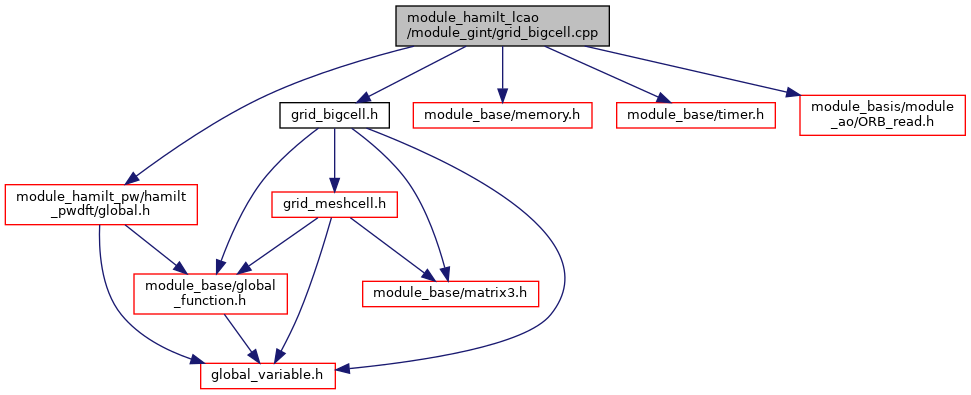 module_hamilt_lcao
/module_gint/grid_bigcell.cpp
grid_bigcell.h
module_base/memory.h
module_base/timer.h
module_basis/module
_ao/ORB_read.h
module_hamilt_pw/hamilt
_pwdft/global.h
grid_meshcell.h
module_base/global
_function.h
module_base/matrix3.h
global_variable.h